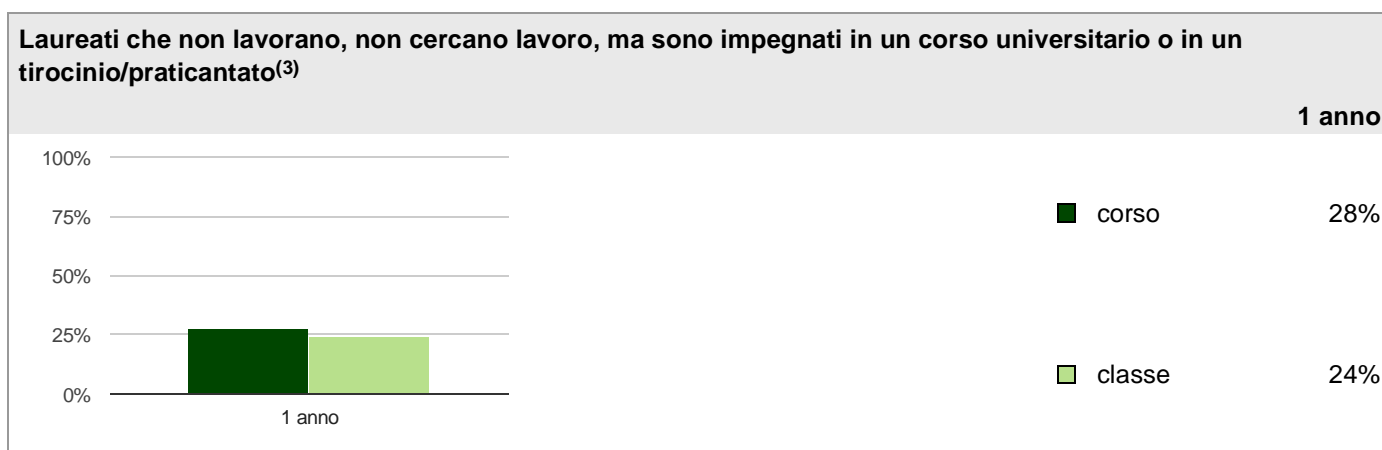 Laureati che non lavorano, non cercano lavoro, ma sono impegnati in un corso universitario o in un
tirocinio/praticantato(3)
1 anno
100%
75%
50%
25%
0%
1 anno
corso 28%
classe 24%